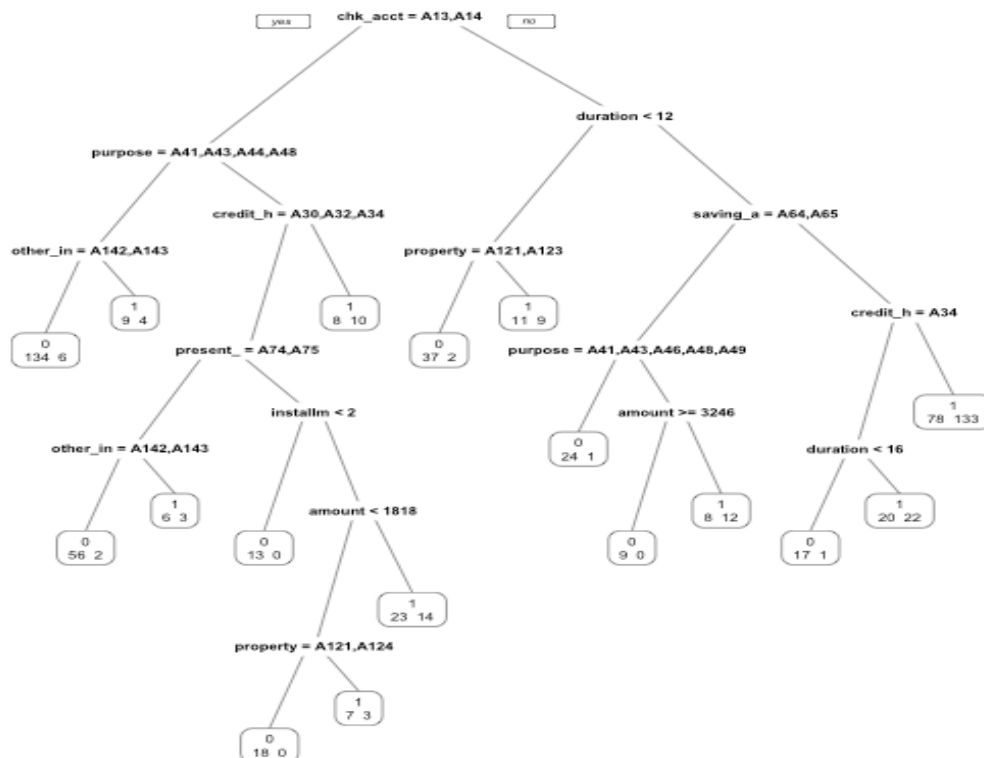 yes
chk_acct = A13,A14
no
duration < 12
purpose = A41,A43,A44,A48
credit_h = A30,A32,A34
saving_a = A64,A65
other_in = A142,A143
property = A121,A123
1
9 4
1
8 10
1
11 9
credit_h = A34
0
134 6
0
37 2
present_ = A74,A75
purpose = A41,A43,A46,A48,A49
installm < 2
amount >= 3246
1
78 133
other_in = A142,A143
0
24 1
duration < 16
1
6 3
amount < 1818
1
8 12
1
20 22
0
56 2
0
13 0
0
9 0
0
17 1
1
23 14
property = A121,A124
1
7 3
0
18 0